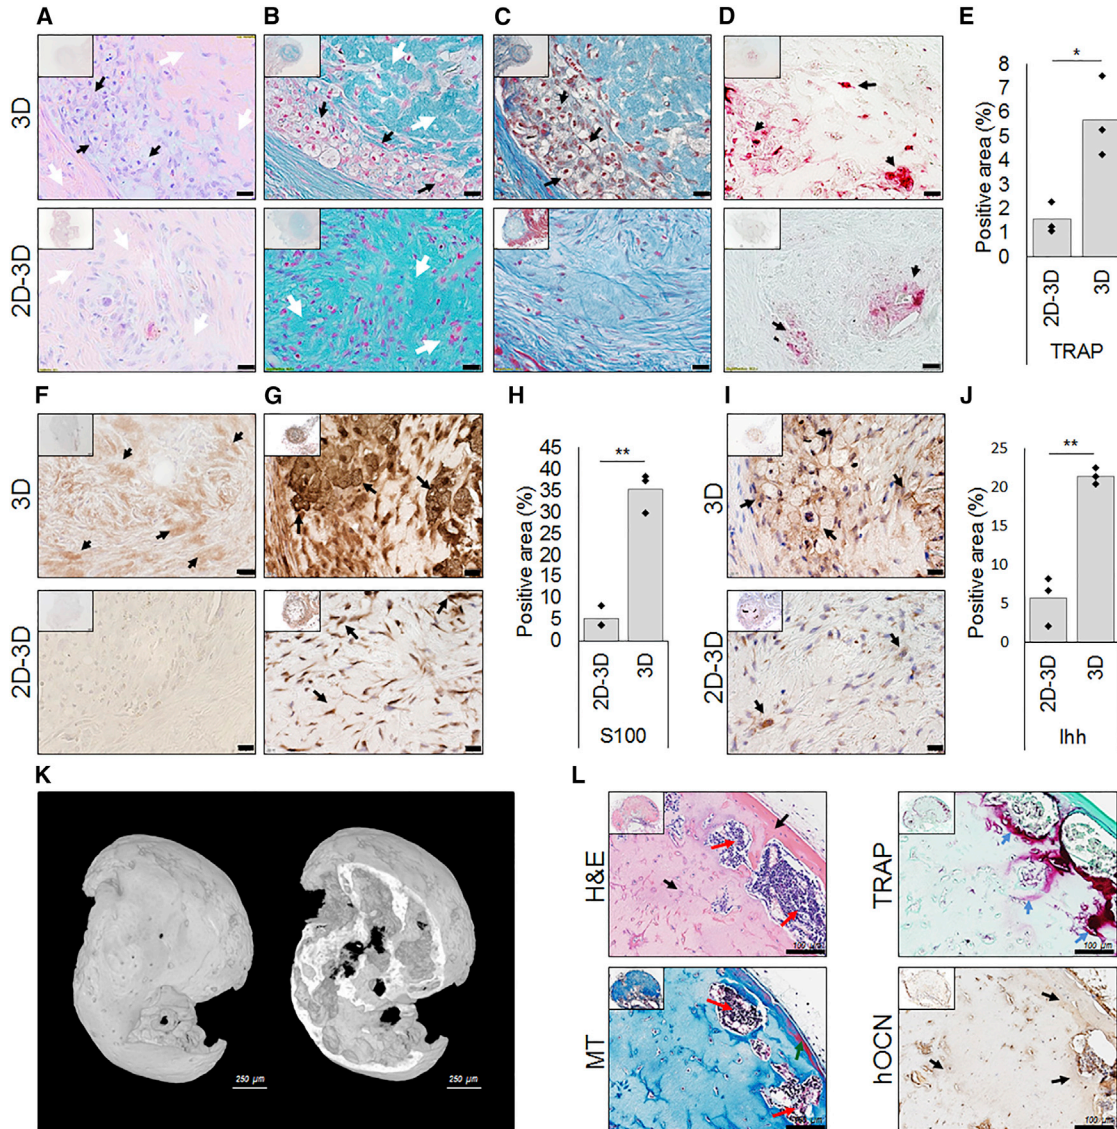 A
B
C
D
E
3D
2D-3D
Positive area (%)
8
7
6
5
4
3
2
1
0
*
2D-3D
3D
TRAP
F
G
H
I
J
3D
2D-3D
Positive area (%)
45
40
35
30
25
20
15
10
5
0
**
2D-3D
3D
S100
3D
2D-3D
Positive area (%)
25
20
15
10
5
0
**
2D-3D
3D
Ihh
K
250 µm
250 µm
L
H&E
100 µm
TRAP
100 µm
MT
hOCN
100 µm